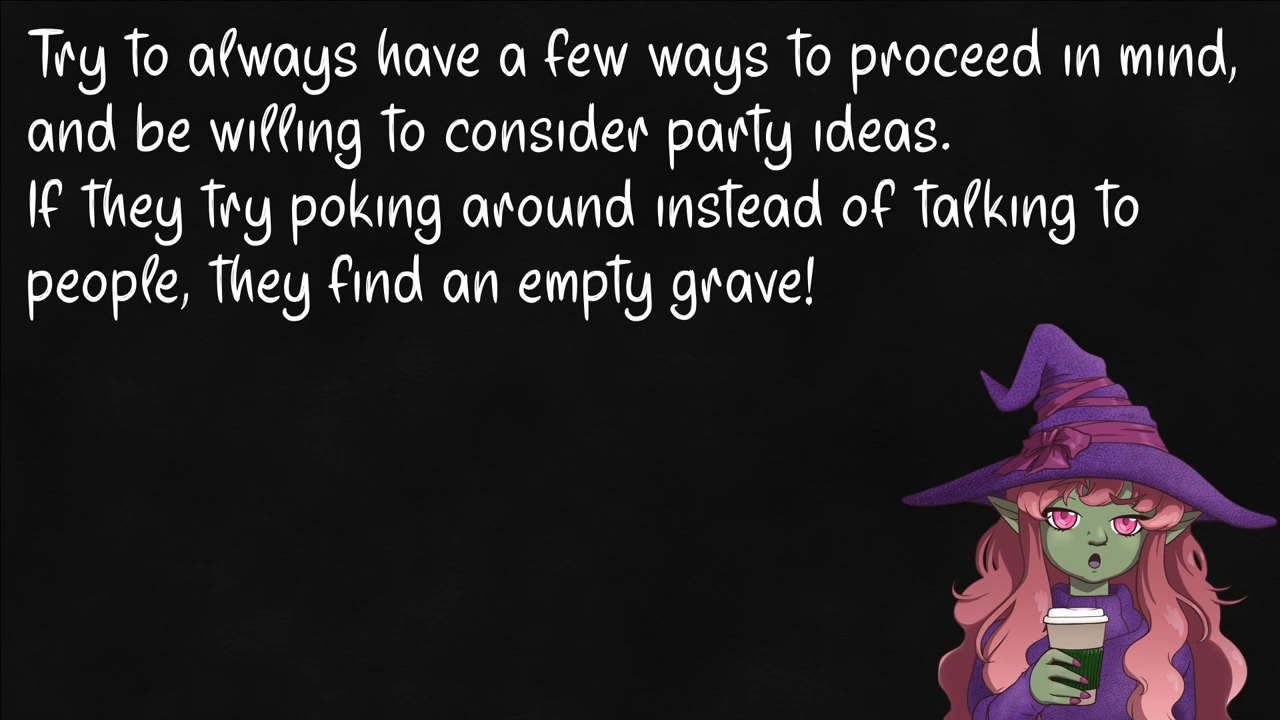 Try to always have a few ways to proceed in mind,
and be willing to consider party ideas.
If they try poking around instead of talking to
people, they find an empty grave!